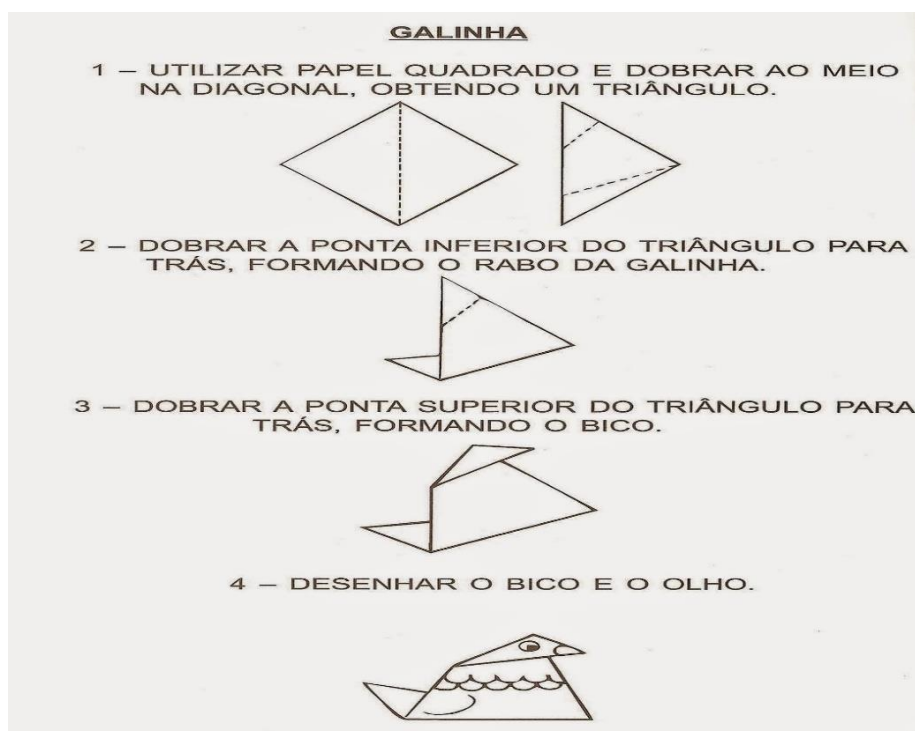 GALINHA
1 – UTILIZAR PAPEL QUADRADO E DOBRAR AO MEIO
NA DIAGONAL, OBTENDO UM TRIÂNGULO.
2 – DOBRAR A PONTA INFERIOR DO TRIÂNGULO PARA
TRÁS, FORMANDO O RABO DA GALINHA.
3 – DOBRAR A PONTA SUPERIOR DO TRIÂNGULO PARA
TRÁS, FORMANDO O BICO.
4 – DESENHAR O BICO E O OLHO.